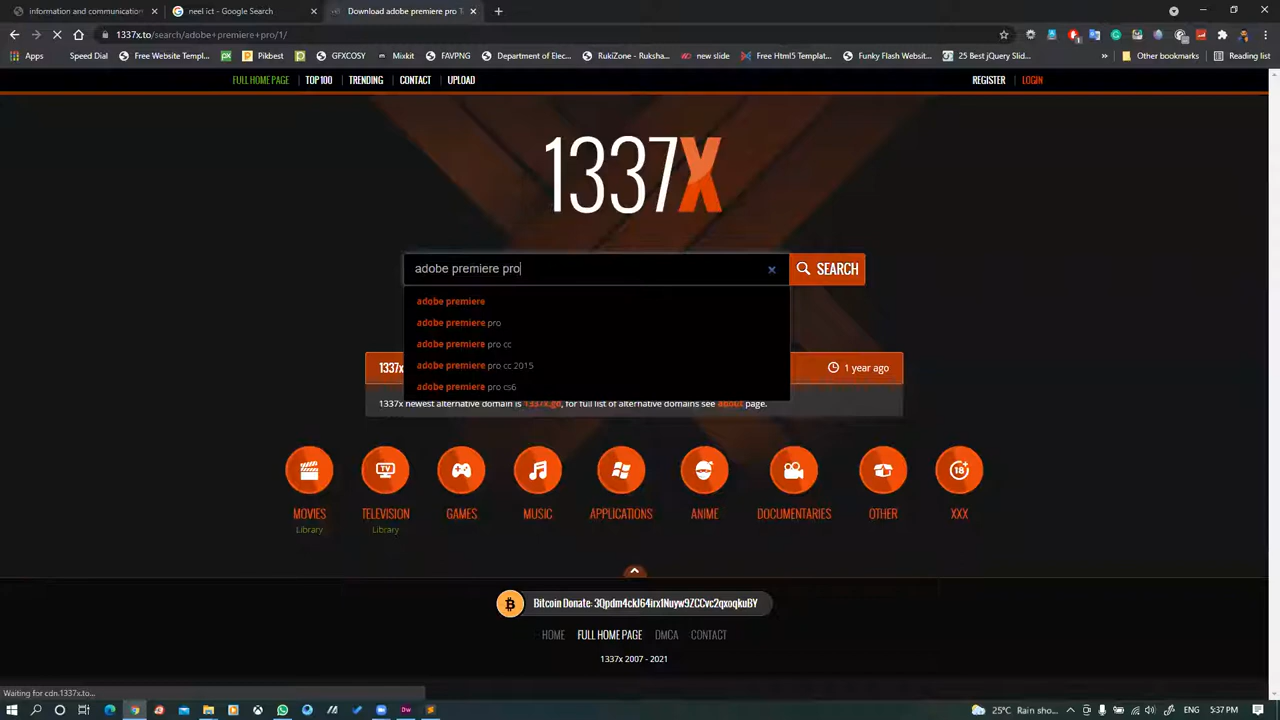 information and communication
neel ict - Google Search
Download adobe premiere pro T
1337x.to/search/adobe+premiere+pro/1/
Apps
Speed Dial
Free Website Templ...
Pikbest
GFXCOSY
Mixkit
FAVPNG
Department of Elec...
RukiZone - Ruksha...
new slide
Free Html5 Templat...
Funky Flash Website...
25 Best jQuery Slid...
»
Other bookmarks
Reading list
FULL HOME PAGE
TOP 100
TRENDING
CONTACT
UPLOAD
REGISTER
LOGIN
1337X
adobe premiere pro
SEARCH
adobe premiere
adobe premiere pro
adobe premiere pro cc
adobe premiere pro cc 2015
adobe premiere pro cs6
1337x
1 year ago
1337x newest alternative domain is 1337x.gd, for full list of alternative domains see about page.
TV
18+
MOVIES
TELEVISION
GAMES
MUSIC
APPLICATIONS
ANIME
DOCUMENTARIES
OTHER
XXX
Library
Library
Bitcoin Donate: 3Qpdm4ckJ64irx1Nuyw9ZCCvc2qxoqkuBY
HOME
FULL HOME PAGE
DMCA
CONTACT
1337x 2007 - 2021
Waiting for cdn.1337x.to...
Dw
25°C Rain sho...
5:37 PM